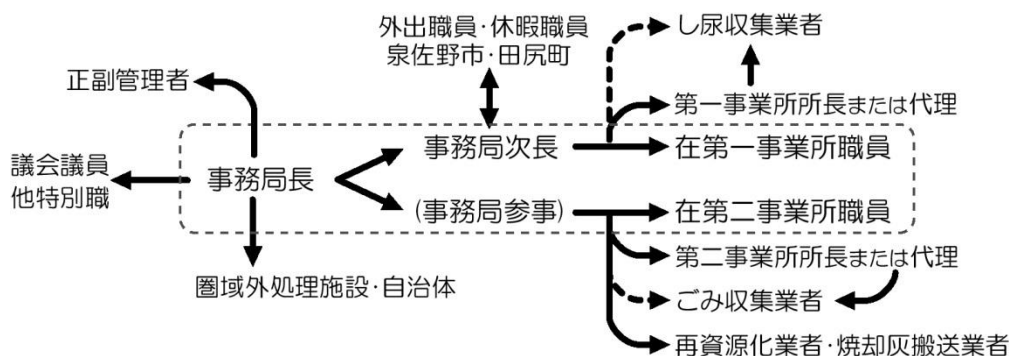 外出職員・休暇職員
泉佐野市・田尻町
し尿収集業者
正副管理者
第一事業所所長または代理
議会議員
他特別職
事務局長
事務局次長
在第一事業所職員
(事務局参事)
在第二事業所職員
圏域外処理施設・自治体
第二事業所所長または代理
ごみ収集業者
再資源化業者・焼却灰搬送業者